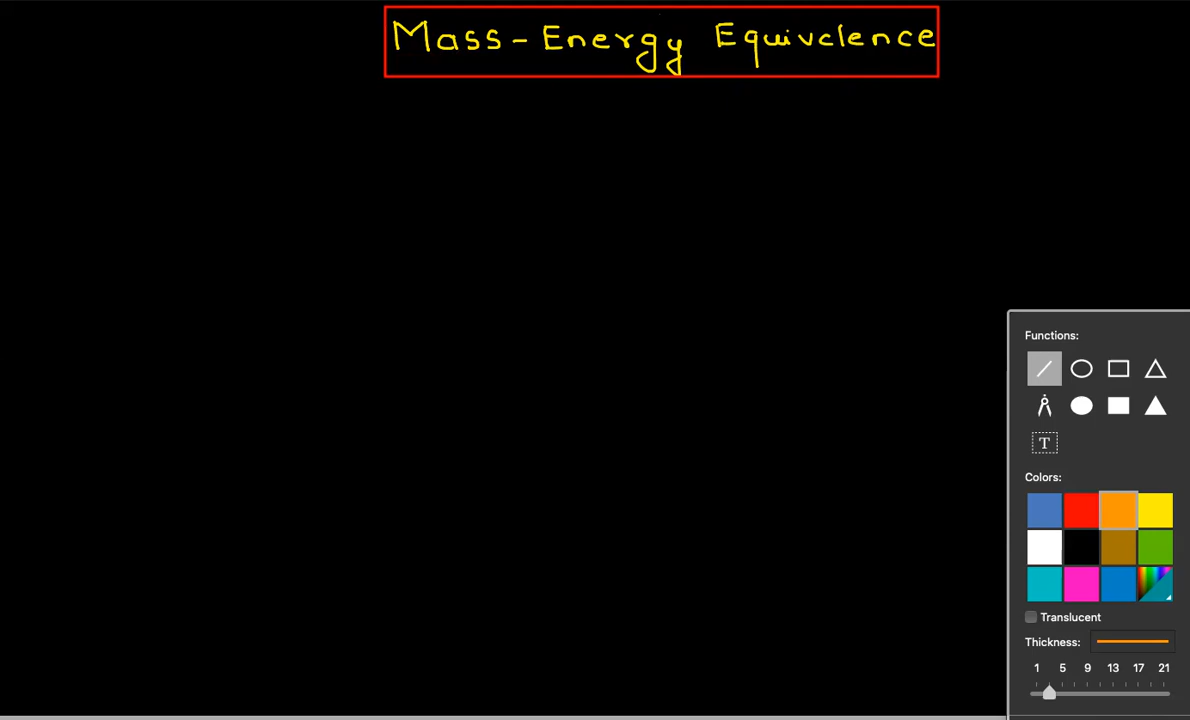 Mass-Energy Equivclence
Functions:
T
Colors:
Translucent
Thickness:
1 5 9 13 17 21